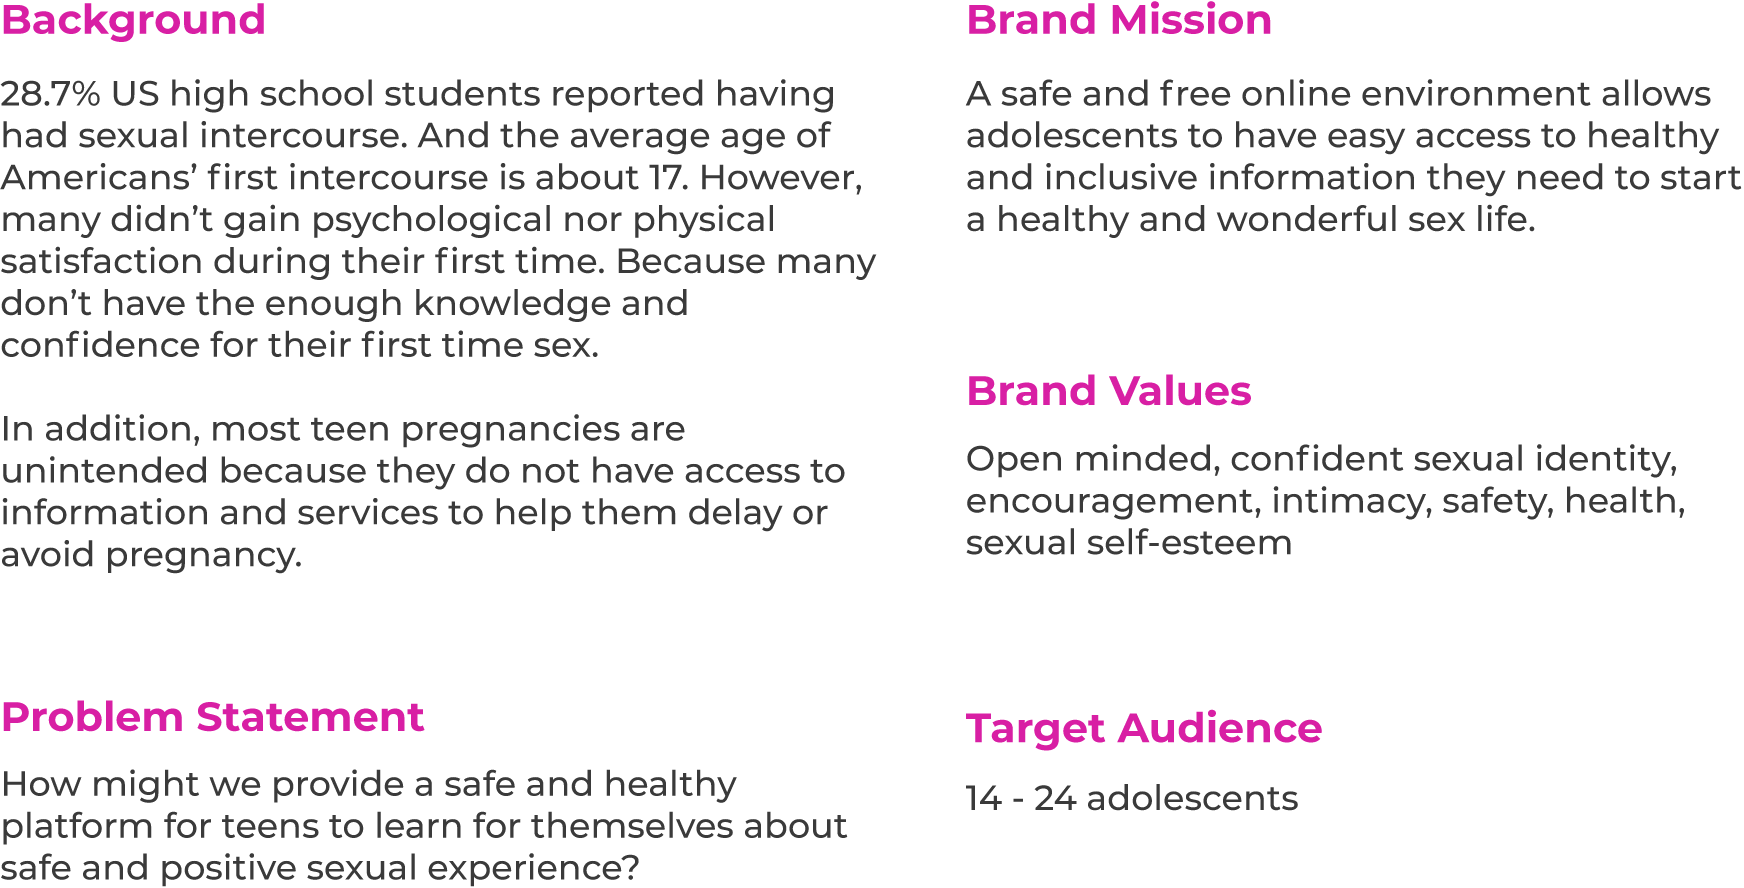 Background
28.7% US high school students reported having
had sexual intercourse. And the average age of
Americans’ first intercourse is about 17. However,
many didn’t gain psychological nor physical
satisfaction during their first time. Because many
don’t have the enough knowledge and
confidence for their first time sex.
In addition, most teen pregnancies are
unintended because they do not have access to
information and services to help them delay or
avoid pregnancy.
Problem Statement
How might we provide a safe and healthy
platform for teens to learn for themselves about
safe and positive sexual experience?
Brand Mission
A safe and free online environment allows
adolescents to have easy access to healthy
and inclusive information they need to start
a healthy and wonderful sex life.
Brand Values
Open minded, confident sexual identity,
encouragement, intimacy, safety, health,
sexual self-esteem
Target Audience
14 - 24 adolescents